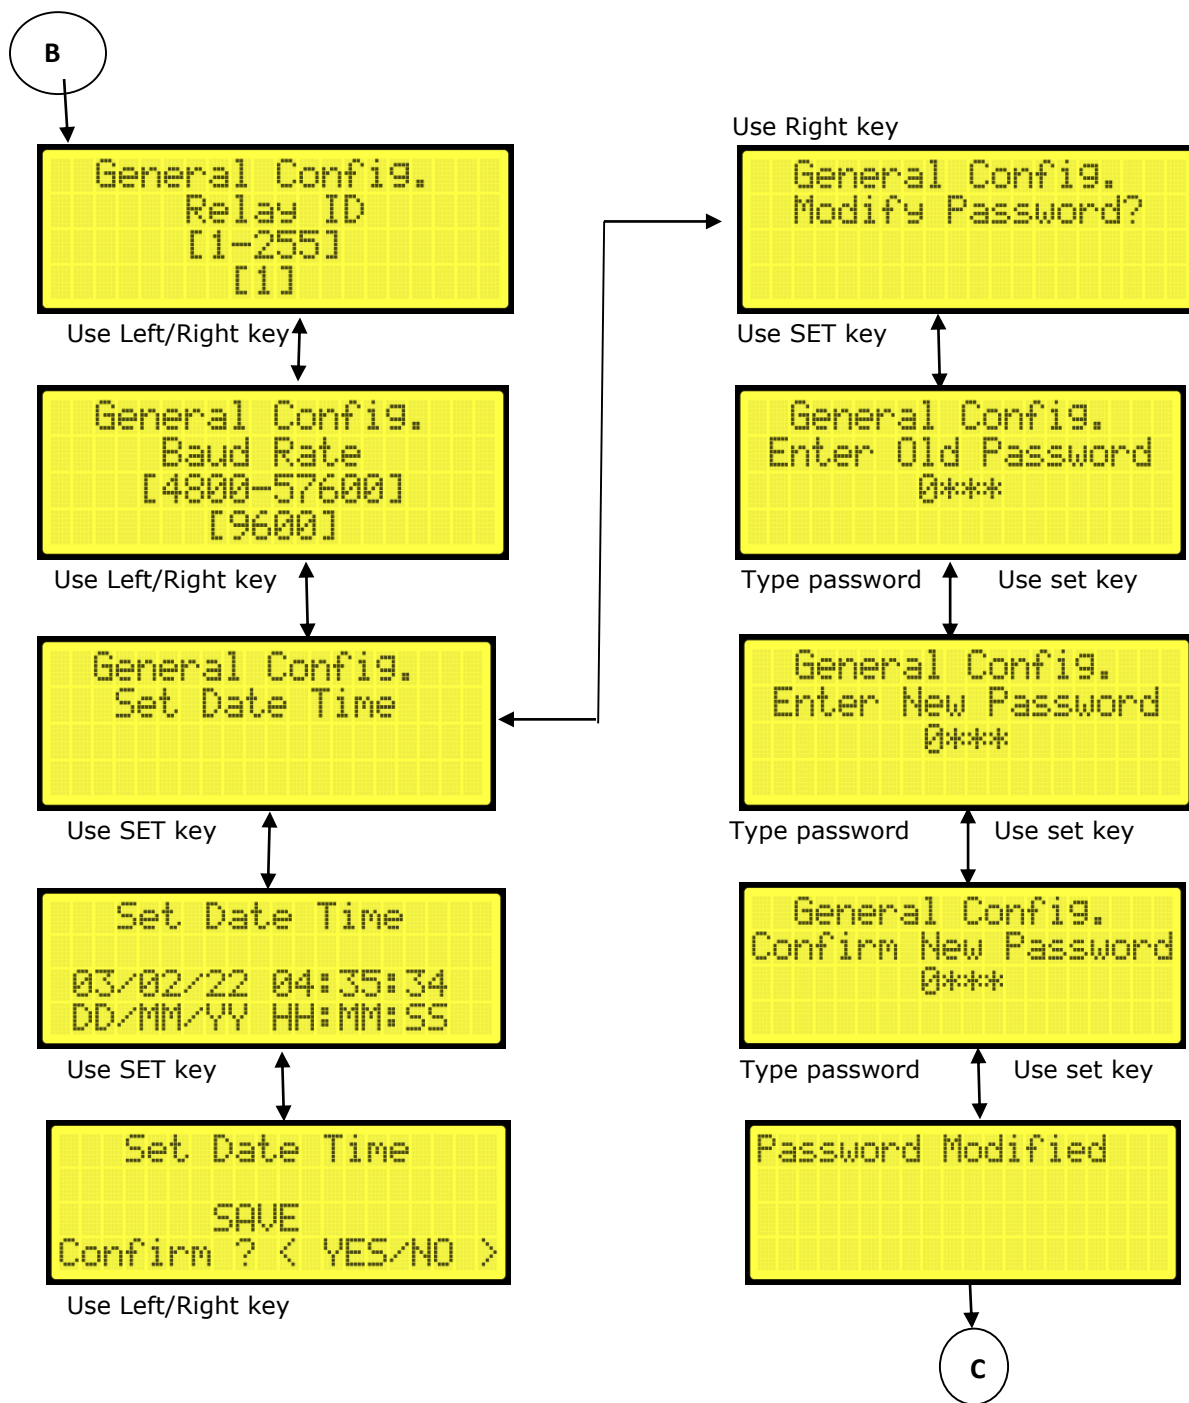 B
General Config.
Relay ID
[1-255]
[1]
Use Left/Right key
General Config.
Baud Rate
[4800-57600]
[9600]
Use Left/Right key
General Config.
Set Date Time
Use SET key
Set Date Time
03/02/22 04:35:34
DD/MM/YY HH:MM:SS
Use SET key
Set Date Time
SAVE
Confirm ? < YES/NO >
Use Left/Right key
Use Right key
General Config.
Modify Password?
Use SET key
General Config.
Enter Old Password
0***
Type password Use set key
General Config.
Enter New Password
0***
Type password Use set key
General Config.
Confirm New Password
0***
Type password Use set key
Password Modified
C